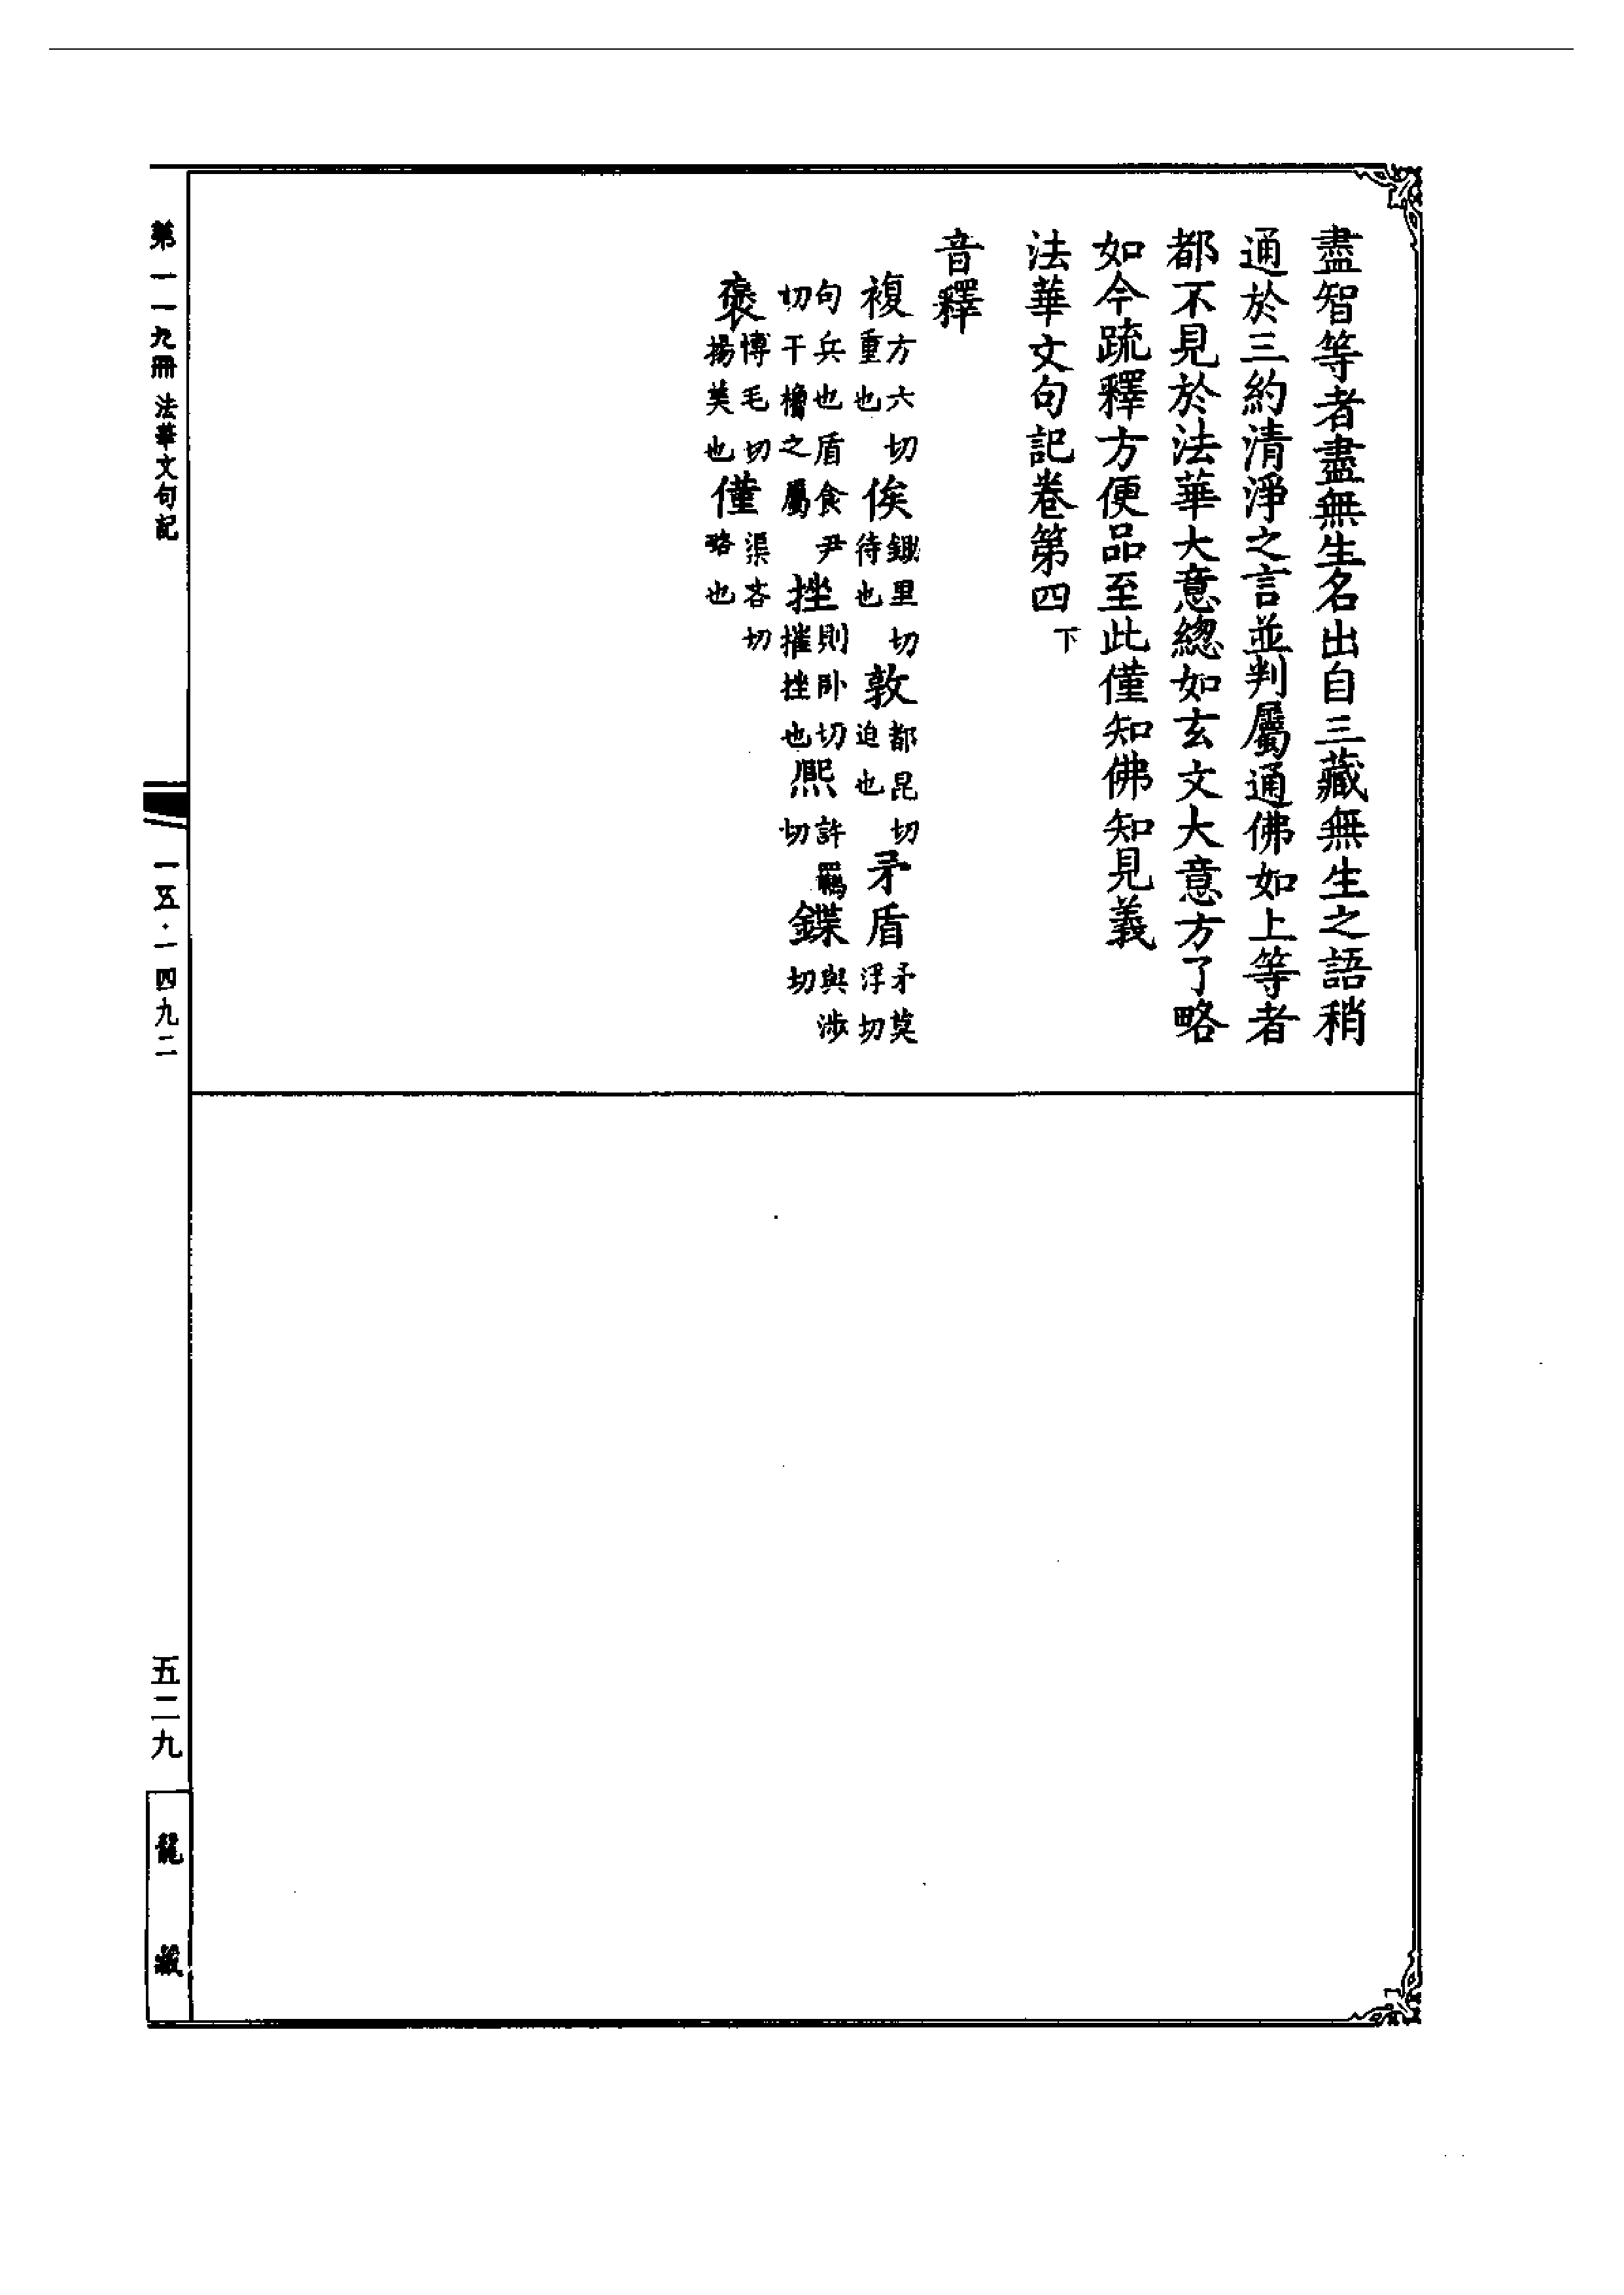 盡智等者盡無生名出自三藏無生之語稍
通於三約清淨之言並判屬通佛如上等者
都不見於法華大意緫如玄文大意方了略
如今疏釋方便品至此僅知佛知見義
法華文句記卷第四下
音釋
複方六切重也俟鉏里切待也敦都昆切迫也矛盾矛莫浮切
句兵也盾食尹切干櫓之屬挫則卧切摧挫也熈許羈切鍱與涉切
褒博毛切揚美也僅渠吝切略也
第一一九冊 法華文句記
一五·一四九二
五二九
龍藏